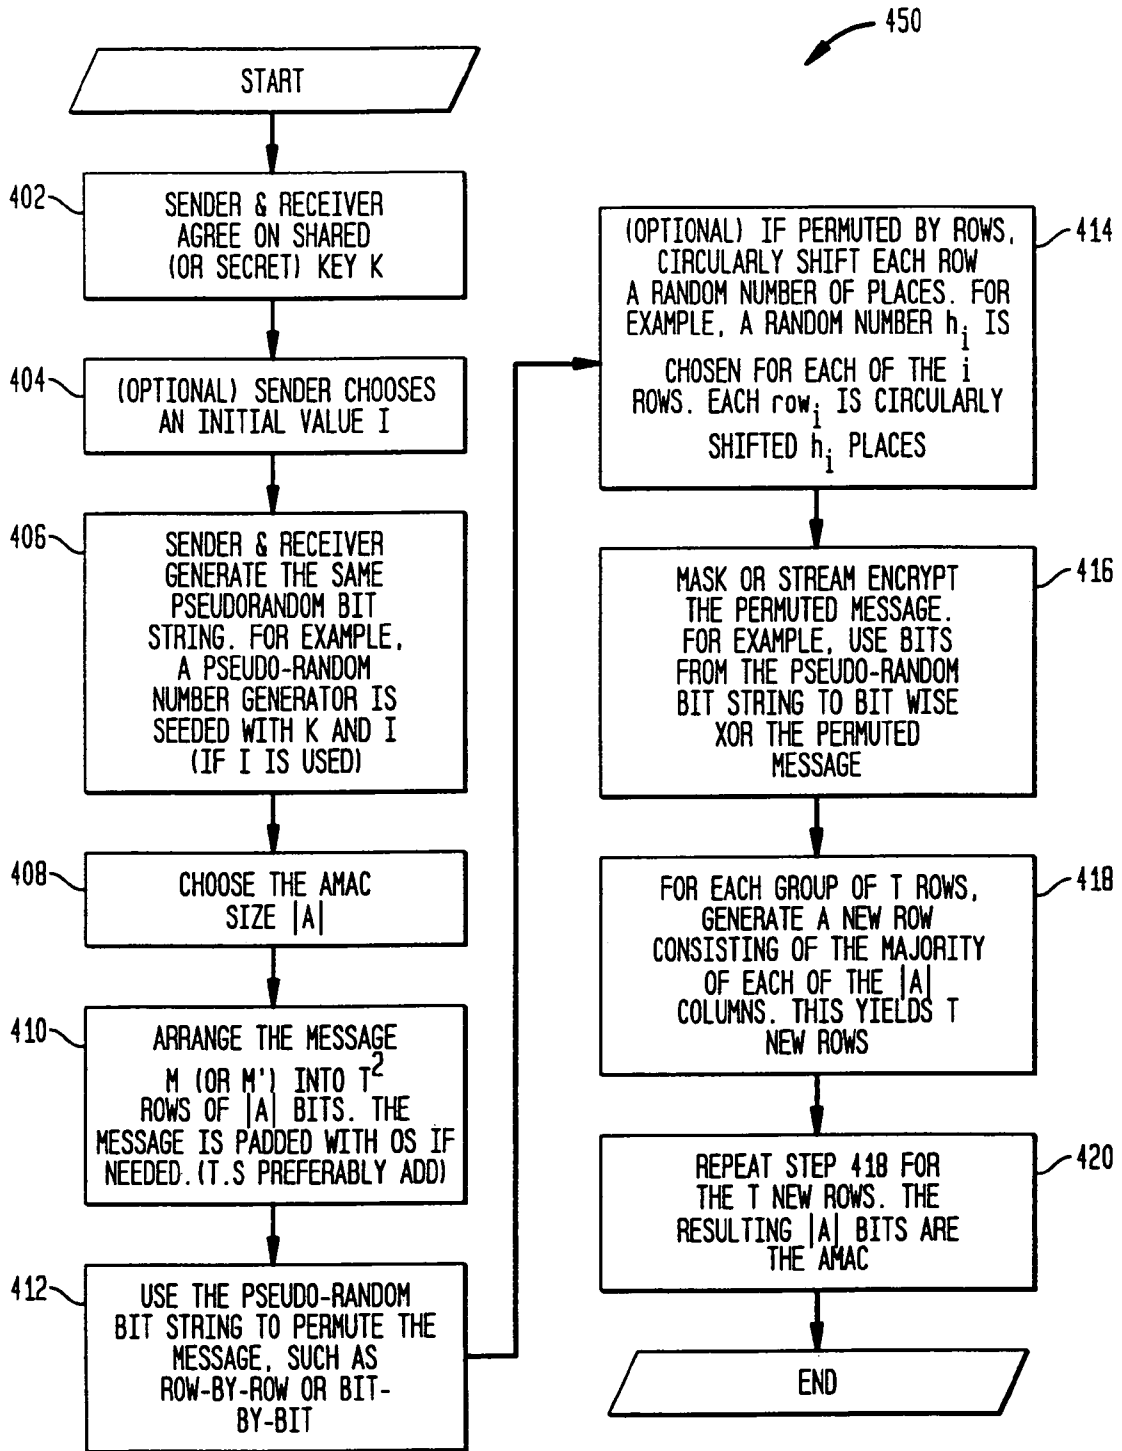 450
START
402
SENDER & RECEIVER
AGREE ON SHARED
(OR SECRET) KEY K
404
(OPTIONAL) SENDER CHOOSES
AN INITIAL VALUE I
406
SENDER & RECEIVER
GENERATE THE SAME
PSEUDORANDOM BIT
STRING. FOR EXAMPLE,
A PSEUDO-RANDOM
NUMBER GENERATOR IS
SEEDED WITH K AND I
(IF I IS USED)
408
CHOOSE THE AMAC
SIZE |A|
410
ARRANGE THE MESSAGE
M (OR M') INTO T²
ROWS OF |A| BITS. THE
MESSAGE IS PADDED WITH OS IF
NEEDED.(T.S PREFERABLY ADD)
412
USE THE PSEUDO-RANDOM
BIT STRING TO PERMUTE THE
MESSAGE, SUCH AS
ROW-BY-ROW OR BIT-
BY-BIT
414
(OPTIONAL) IF PERMUTED BY ROWS,
CIRCULARLY SHIFT EACH ROW
A RANDOM NUMBER OF PLACES. FOR
EXAMPLE, A RANDOM NUMBER hᵢ IS
CHOSEN FOR EACH OF THE i
ROWS. EACH rowᵢ IS CIRCULARLY
SHIFTED hᵢ PLACES
416
MASK OR STREAM ENCRYPT
THE PERMUTED MESSAGE.
FOR EXAMPLE, USE BITS
FROM THE PSEUDO-RANDOM
BIT STRING TO BIT WISE
XOR THE PERMUTED
MESSAGE
418
FOR EACH GROUP OF T ROWS,
GENERATE A NEW ROW
CONSISTING OF THE MAJORITY
OF EACH OF THE |A|
COLUMNS. THIS YIELDS T
NEW ROWS
420
REPEAT STEP 418 FOR
THE T NEW ROWS. THE
RESULTING |A| BITS ARE
THE AMAC
END